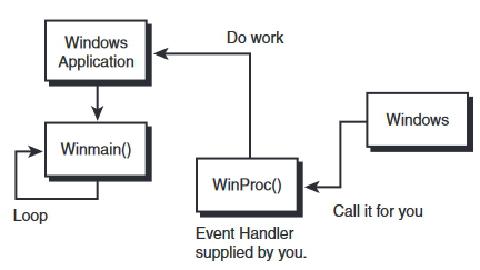 Windows
Application
Do work
Windows
Winmain()
WinProc()
Loop
Call it for you
Event Handler
supplied by you.